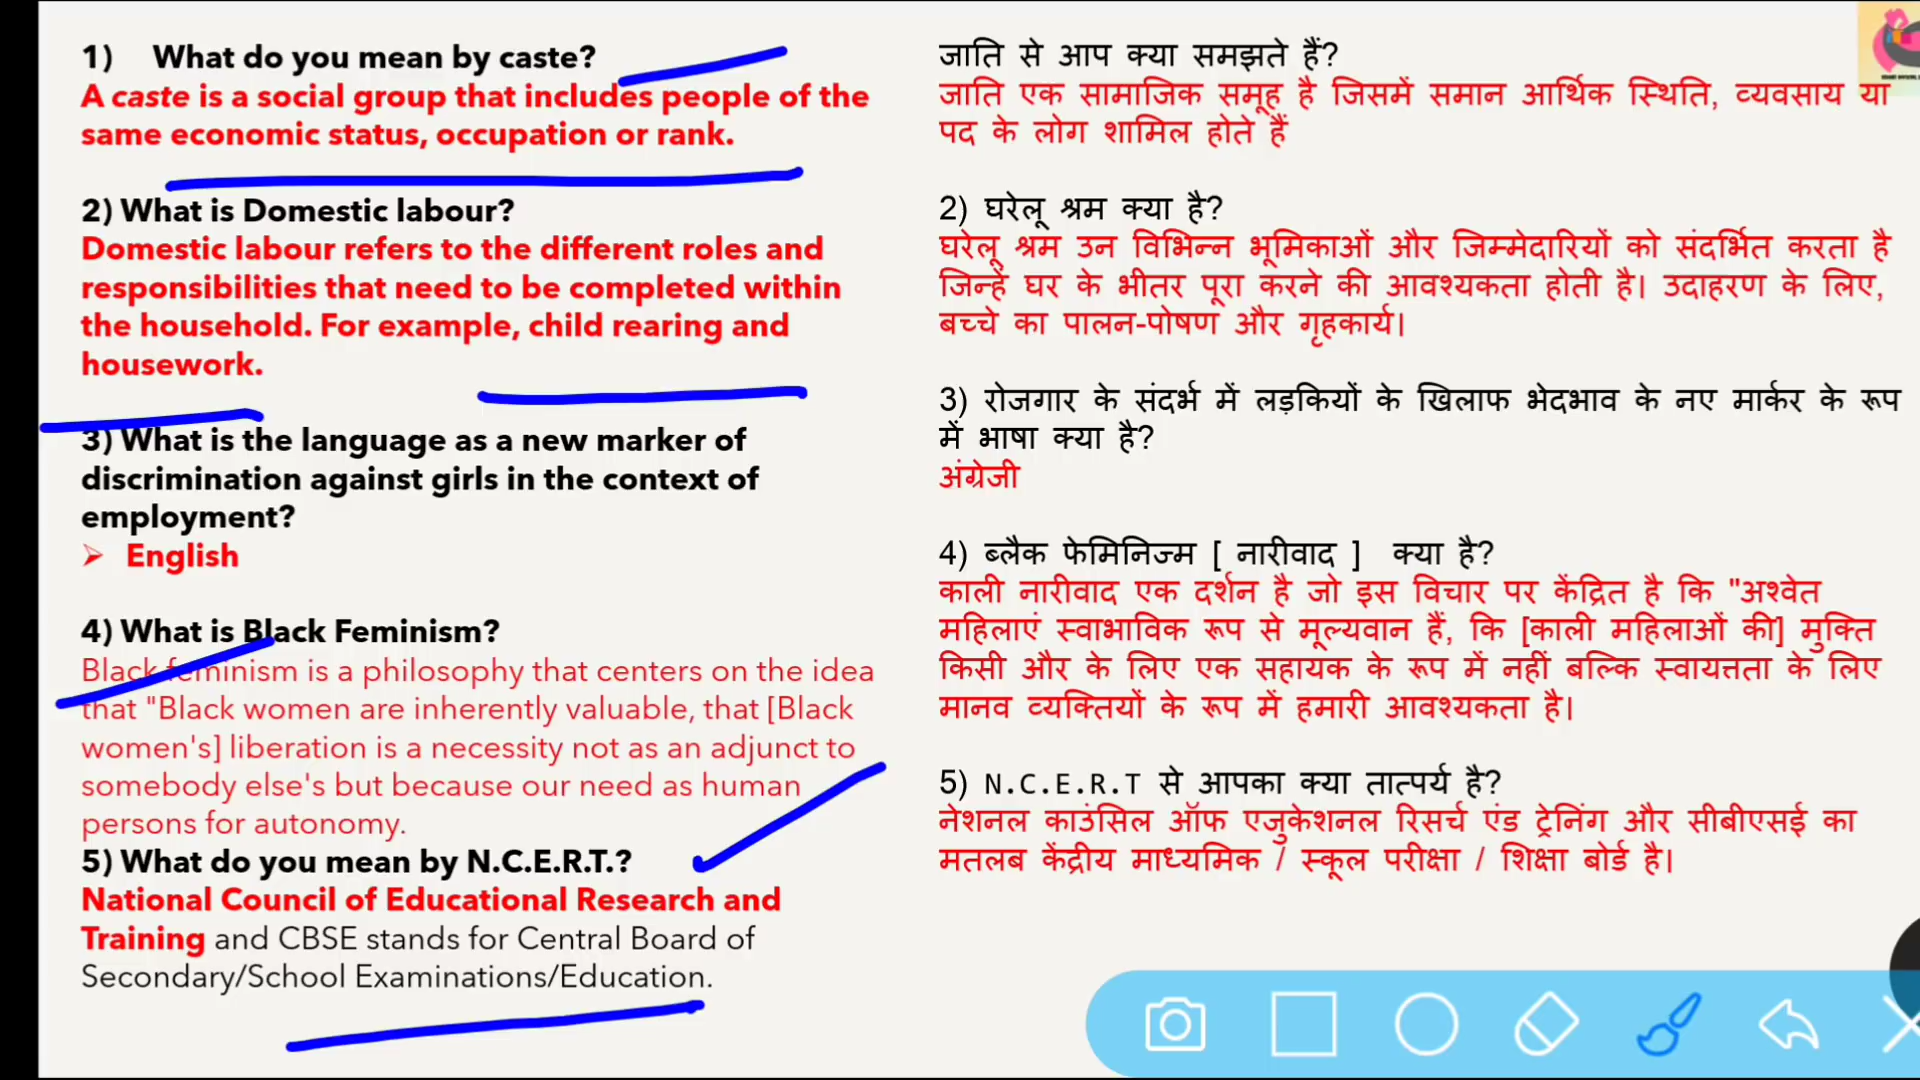 1) What do you mean by caste?
A caste is a social group that includes people of the
same economic status, occupation or rank.
2) What is Domestic labour?
Domestic labour refers to the different roles and
responsibilities that need to be completed within
the household. For example, child rearing and
housework.
3) What is the language as a new marker of
discrimination against girls in the context of
employment?
➢ English
4) What is Black Feminism?
Black feminism is a philosophy that centers on the idea
that "Black women are inherently valuable, that [Black
women's] liberation is a necessity not as an adjunct to
somebody else's but because our need as human
persons for autonomy.
5) What do you mean by N.C.E.R.T.?
National Council of Educational Research and
Training and CBSE stands for Central Board of
Secondary/School Examinations/Education.
जाति से आप क्या समझते हैं?
जाति एक सामाजिक समूह है जिसमें समान आर्थिक स्थिति, व्यवसाय या
पद के लोग शामिल होते हैं
2) घरेलू श्रम क्या है?
घरेलू श्रम उन विभिन्न भूमिकाओं और जिम्मेदारियों को संदर्भित करता है
जिन्हें घर के भीतर पूरा करने की आवश्यकता होती है। उदाहरण के लिए,
बच्चे का पालन-पोषण और गृहकार्य।
3) रोजगार के संदर्भ में लड़कियों के खिलाफ भेदभाव के नए मार्कर के रूप
में भाषा क्या है?
अंग्रेजी
4) ब्लैक फेमिनिज्म [ नारीवाद ] क्या है?
काली नारीवाद एक दर्शन है जो इस विचार पर केंद्रित है कि "अश्वेत
महिलाएं स्वाभाविक रूप से मूल्यवान हैं, कि [काली महिलाओं की] मुक्ति
किसी और के लिए एक सहायक के रूप में नहीं बल्कि स्वायत्तता के लिए
मानव व्यक्तियों के रूप में हमारी आवश्यकता है।
5) N.C.E.R.T से आपका क्या तात्पर्य है?
नेशनल काउंसिल ऑफ एजुकेशनल रिसर्च एंड ट्रेनिंग और सीबीएसई का
मतलब केंद्रीय माध्यमिक / स्कूल परीक्षा / शिक्षा बोर्ड है।